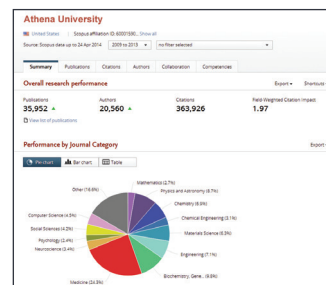 Athena University
United States Scopus affiliation ID: 60001590... Show all
Source: Scopus data up to 24 Apr 2014 2009 to 2013 no filter selected
Summary Publications Citations Authors Collaboration Competencies
Overall research performance Export Shortcuts
Publications Authors Citations Field-Weighted Citation Impact
35,952 20,560 363,926 1.97
View list of publications
Performance by Journal Category Export
Pie chart Bar chart Table
Mathematics (2.7%)
Other (16.6%) Physics and Astronomy (8.7%)
Chemistry (6.6%)
Computer Science (4.5%) Chemical Engineering (3.1%)
Social Sciences (4.2%) Materials Science (6.3%)
Psychology (2.4%)
Neuroscience (3.4%) Engineering (7.1%)
Medicine (24.3%) Biochemistry, Gene... (9.8%)